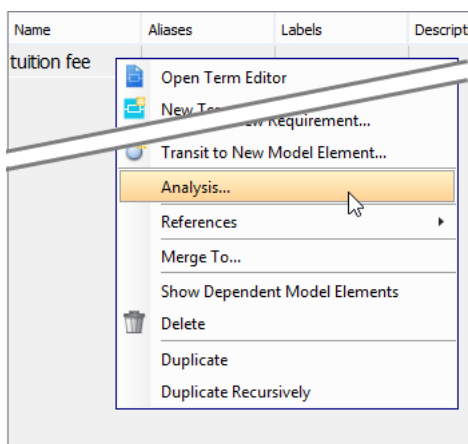 Name Aliases Labels Descript
tuition fee
Open Term Editor
New Requirement...
Transit to New Model Element...
Analysis...
References
Merge To...
Show Dependent Model Elements
Delete
Duplicate
Duplicate Recursively